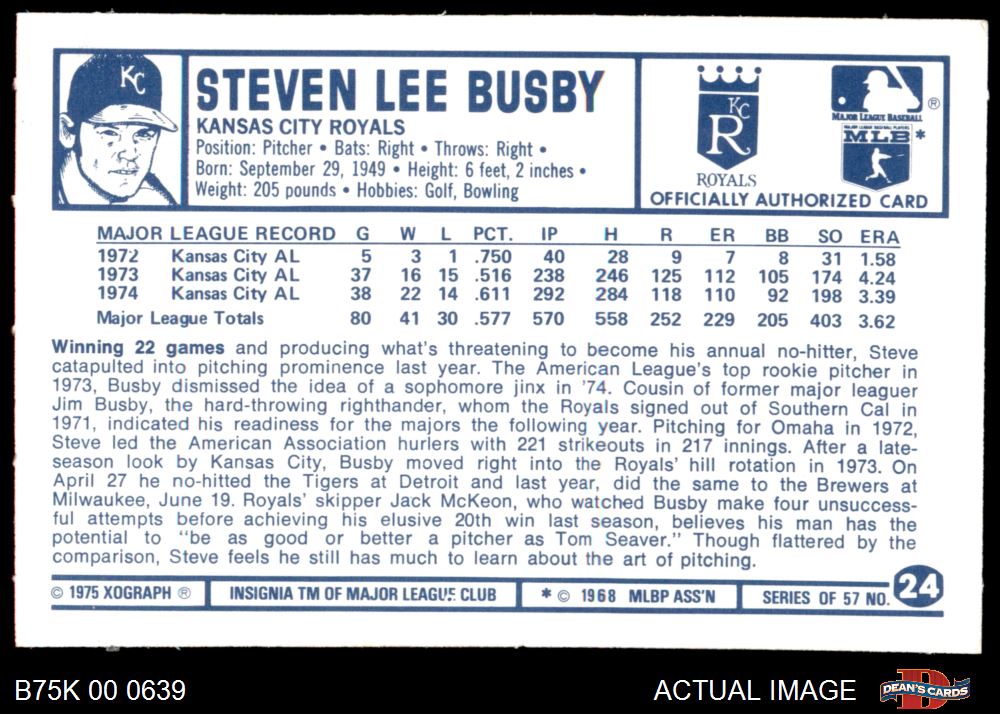 KC
STEVEN LEE BUSBY
KANSAS CITY ROYALS
Position: Pitcher • Bats: Right • Throws: Right •
Born: September 29, 1949 • Height: 6 feet, 2 inches •
Weight: 205 pounds • Hobbies: Golf, Bowling
KC
R
ROYALS
®
MAJOR LEAGUE BASEBALL
MAJOR LEAGUE BASEBALL PLAYERS
MLB *
OFFICIALLY AUTHORIZED CARD
MAJOR LEAGUE RECORD G W L PCT. IP H R ER BB SO ERA
1972 Kansas City AL 5 3 1 .750 40 28 9 7 8 31 1.58
1973 Kansas City AL 37 16 15 .516 238 246 125 112 105 174 4.24
1974 Kansas City AL 38 22 14 .611 292 284 118 110 92 198 3.39
Major League Totals 80 41 30 .577 570 558 252 229 205 403 3.62
Winning 22 games and producing what's threatening to become his annual no-hitter, Steve
catapulted into pitching prominence last year. The American League's top rookie pitcher in
1973, Busby dismissed the idea of a sophomore jinx in '74. Cousin of former major leaguer
Jim Busby, the hard-throwing righthander, whom the Royals signed out of Southern Cal in
1971, indicated his readiness for the majors the following year. Pitching for Omaha in 1972,
Steve led the American Association hurlers with 221 strikeouts in 217 innings. After a late-
season look by Kansas City, Busby moved right into the Royals' hill rotation in 1973. On
April 27 he no-hitted the Tigers at Detroit and last year, did the same to the Brewers at
Milwaukee, June 19. Royals' skipper Jack McKeon, who watched Busby make four unsuccess-
ful attempts before achieving his elusive 20th win last season, believes his man has the
potential to "be as good or better a pitcher as Tom Seaver." Though flattered by the
comparison, Steve feels he still has much to learn about the art of pitching.
© 1975 XOGRAPH ® INSIGNIA TM OF MAJOR LEAGUE CLUB * © 1968 MLBP ASS'N SERIES OF 57 NO. 24
B75K 00 0639
ACTUAL IMAGE
D
DEAN'S CARDS